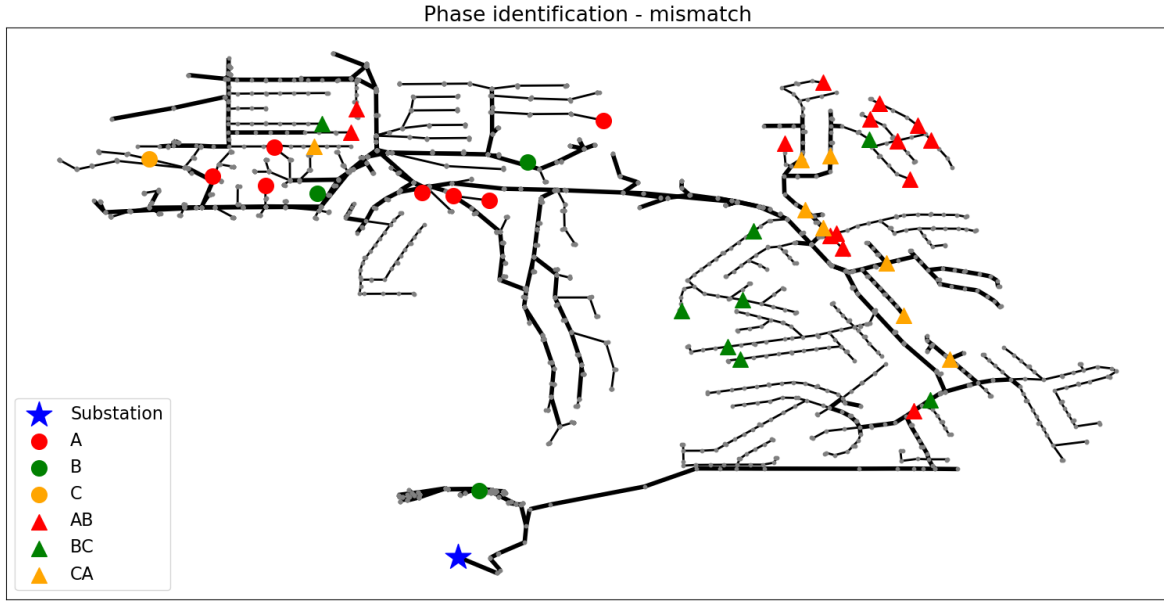 Phase identification - mismatch
Substation
A
B
C
AB
BC
CA